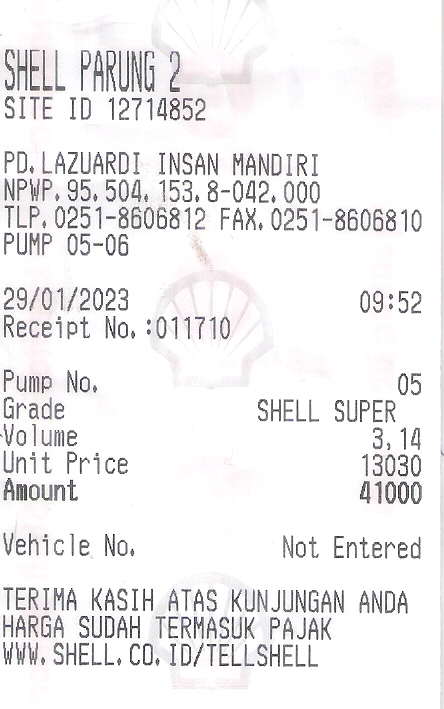 SHELL PARUNG 2
SITE ID 12714852
PD.LAZUARDI INSAN MANDIRI
NPWP.95.504.153.8-042.000
TLP.0251-8606812 FAX.0251-8606810
PUMP 05-06
29/01/2023 09:52
Receipt No.:011710
Pump No. 05
Grade SHELL SUPER
Volume 3,14
Unit Price 13030
Amount 41000
Vehicle No. Not Entered
TERIMA KASIH ATAS KUNJUNGAN ANDA
HARGA SUDAH TERMASUK PAJAK
WWW.SHELL.CO.ID/TELLSHELL